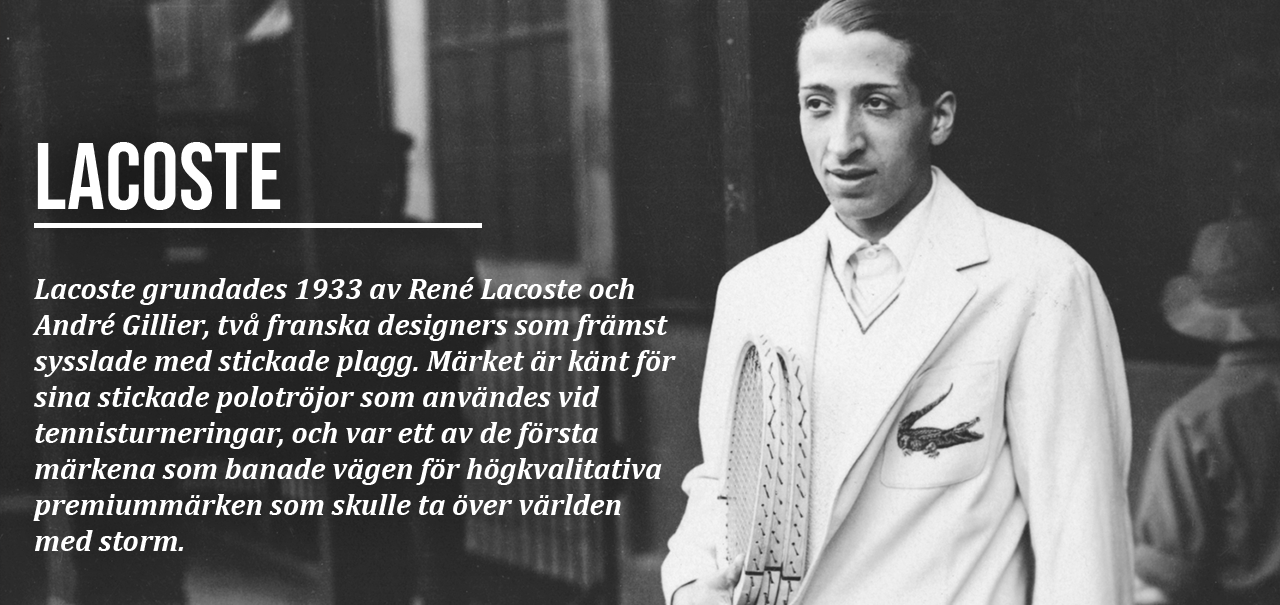 LACOSTE
Lacoste grundades 1933 av René Lacoste och
André Gillier, två franska designers som främst
sysslade med stickade plagg. Märket är känt för
sina stickade polotröjor som användes vid
tennisturneringar, och var ett av de första
märkena som banade vägen för högkvalitativa
premiummärken som skulle ta över världen
med storm.